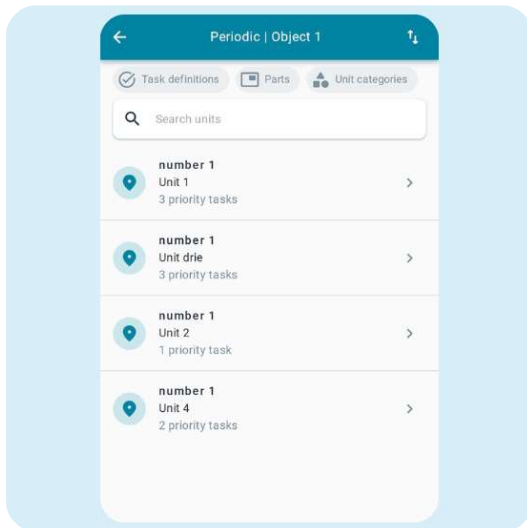 Periodic | Object 1
Task definitions Parts Unit categories
Search units
number 1
Unit 1
3 priority tasks
number 1
Unit drie
3 priority tasks
number 1
Unit 2
1 priority task
number 1
Unit 4
2 priority tasks